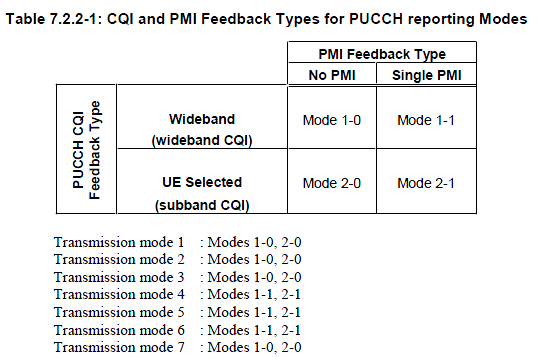 Table 7.2.2-1: CQI and PMI Feedback Types for PUCCH reporting Modes
PMI Feedback Type
No PMI Single PMI
PUCCH CQI
Feedback Type
Wideband
(wideband CQI)
Mode 1-0 Mode 1-1
UE Selected
(subband CQI)
Mode 2-0 Mode 2-1
Transmission mode 1 : Modes 1-0, 2-0
Transmission mode 2 : Modes 1-0, 2-0
Transmission mode 3 : Modes 1-0, 2-0
Transmission mode 4 : Modes 1-1, 2-1
Transmission mode 5 : Modes 1-1, 2-1
Transmission mode 6 : Modes 1-1, 2-1
Transmission mode 7 : Modes 1-0, 2-0